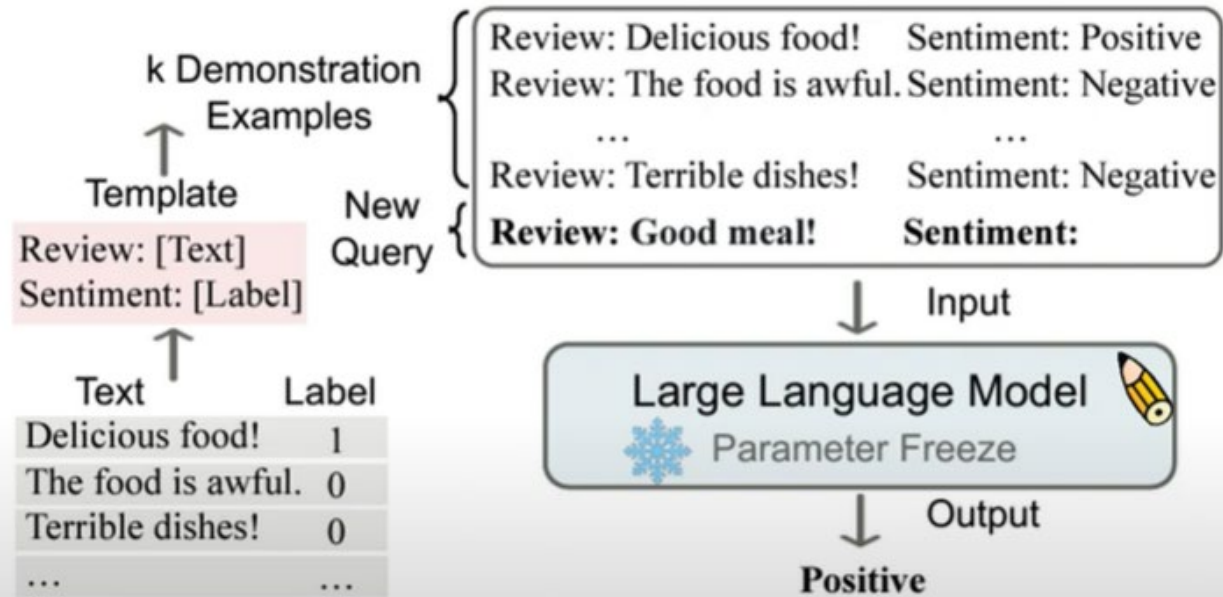 k Demonstration
Examples
Review: Delicious food! Sentiment: Positive
Review: The food is awful. Sentiment: Negative
... ...
Review: Terrible dishes! Sentiment: Negative
New
Query
Review: Good meal! Sentiment:
Template
Review: [Text]
Sentiment: [Label]
Text Label
Delicious food! 1
The food is awful. 0
Terrible dishes! 0
... ...
Input
Large Language Model
Parameter Freeze
Output
Positive